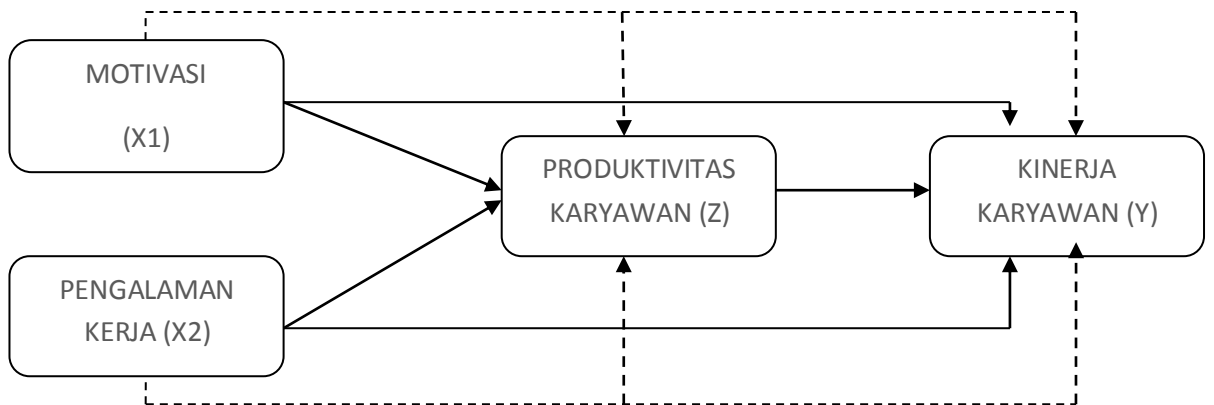 MOTIVASI
(X1)
PRODUKTIVITAS
KARYAWAN (Z)
KINERJA
KARYAWAN (Y)
PENGALAMAN
KERJA (X2)